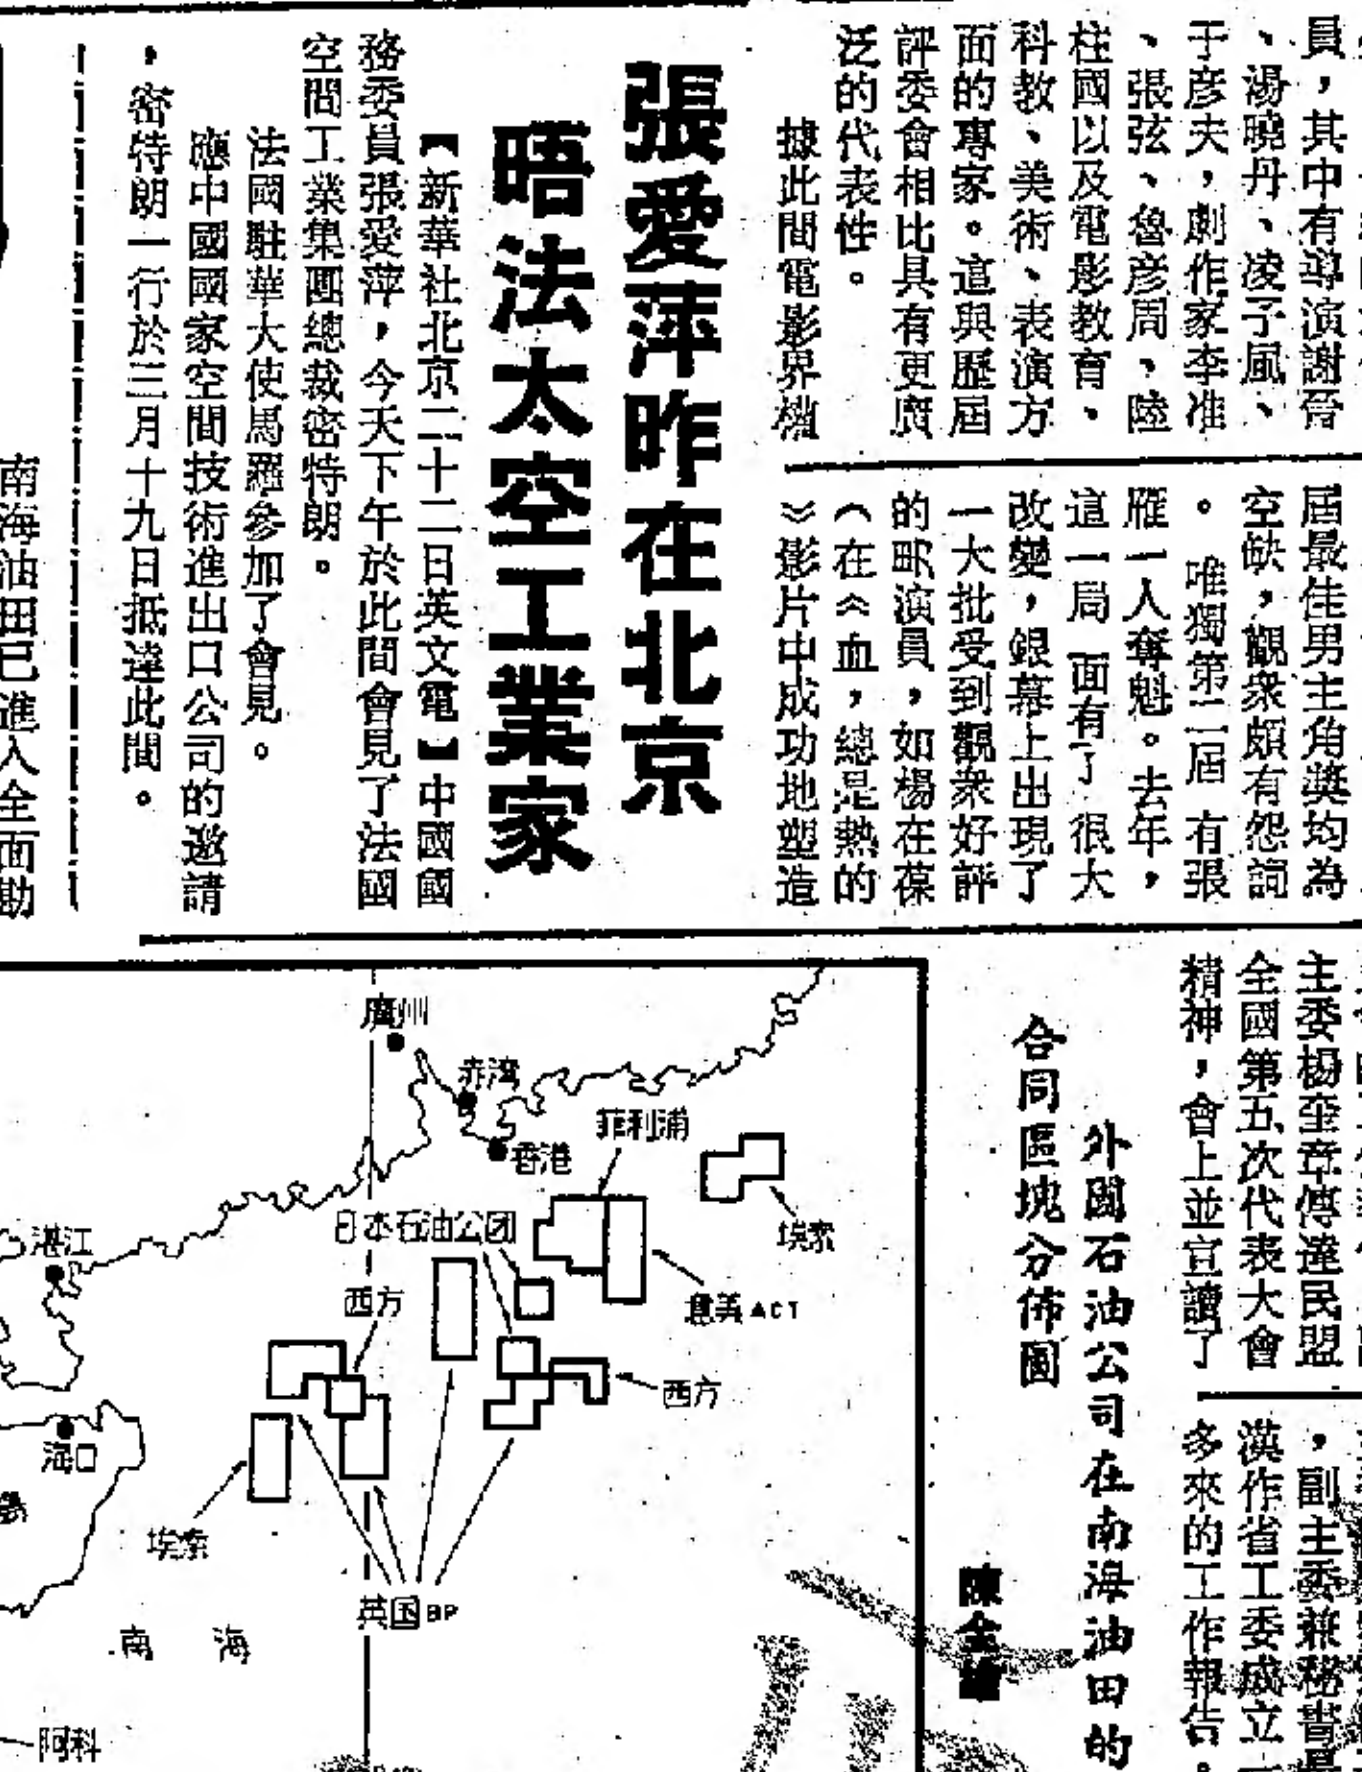 員，其中有導演謝晉
、湯曉丹、凌子風、
于彥夫，劇作家李准
、張弦、魯彥周、陸
柱國以及電影教育、
科教、美術、表演方
面的專家。這與歷屆
評委會相比具有更廣
泛的代表性。
據此間電影界權
屆最佳男主角獎均為
空缺，觀衆頗有怨詞
。唯獨第二屆有張
雁一人奪魁。去年，
這一局面有了很大
改變，銀幕上出現了
一大批受到觀衆好評
的演員，如楊在葆
（在《血，總是熱的
》影片中成功地塑造
張愛萍昨在北京
晤法太空工業家
【新華社北京二十二日英文電】中國國
務委員張愛萍，今天下午於此間會見了法國
空間工業集團總裁密特朗。
法國駐華大使馬羅參加了會見。
應中國國家空間技術進出口公司的邀請
，密特朗一行於三月十九日抵達此間。
南海油田已進入全面勘
主委楊奎章傳達民盟
全國第五次代表大會
精神，會上並宣讀了
，副主委兼秘書長
漢作省工委成立一
多來的工作報告。
外國石油公司在南海油田的
合同區塊分佈圖
陳金
廣州
赤湾
香港
菲利浦
埃索
日本石油公团
湛江
西方
意美ACT
西方
海口
埃索
英国BP
南海
阿科